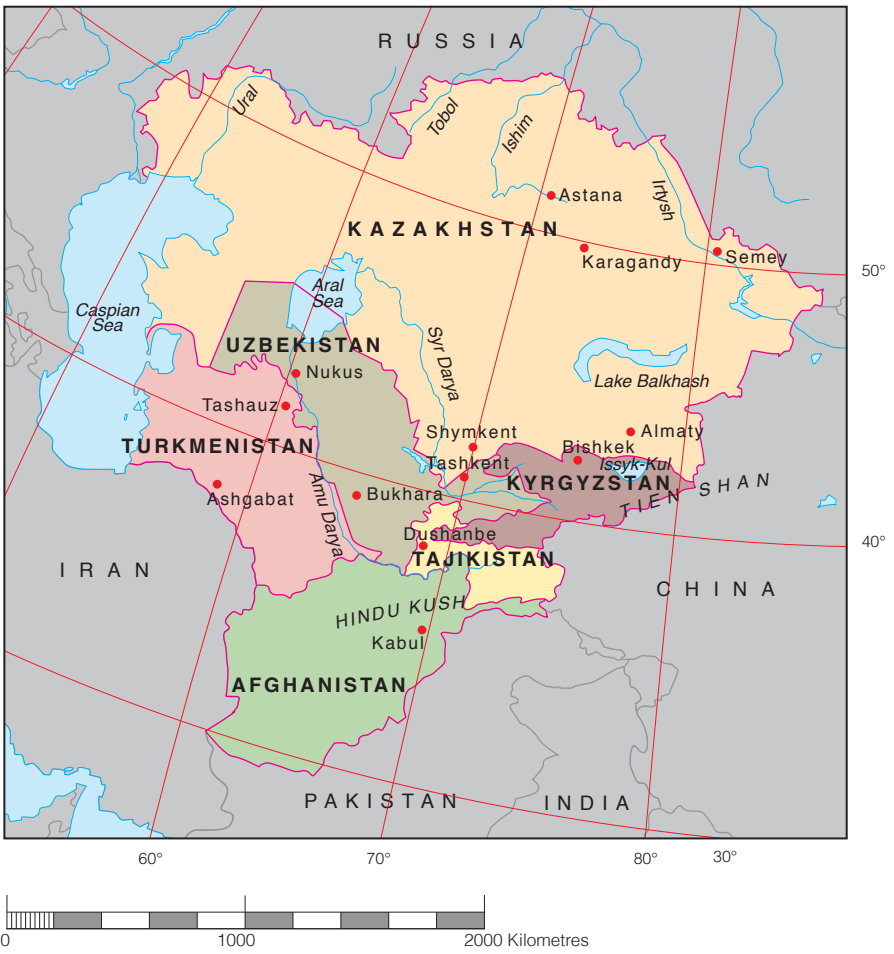 RUSSIA
Ural
Tobol
Ishim
Irtysh
Astana
KAZAKHSTAN
Karagandy
Semey
50°
Aral
Sea
Caspian
Sea
UZBEKISTAN
Nukus
Syr Darya
Lake Balkhash
Tashauz
TURKMENISTAN
Shymkent
Almaty
Bishkek
Tashkent
Issyk-Kul
KYRGYZSTAN
TIEN SHAN
Ashgabat
Amu Darya
Bukhara
Dushanbe
TAJIKISTAN
40°
IRAN
CHINA
HINDU KUSH
Kabul
AFGHANISTAN
PAKISTAN
INDIA
60°
70°
80°
30°
0
1000
2000 Kilometres